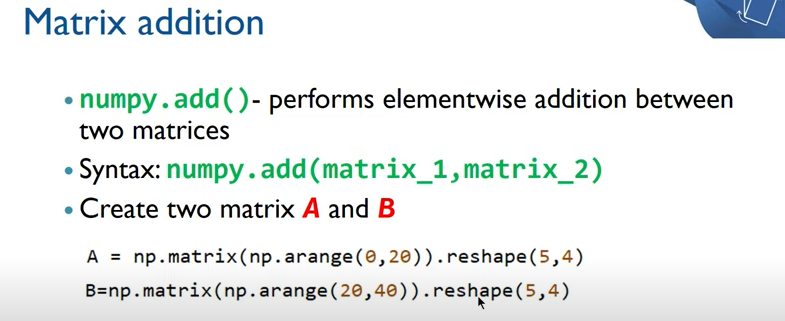 Matrix addition
• numpy.add()- performs elementwise addition between
two matrices
• Syntax: numpy.add(matrix_1,matrix_2)
• Create two matrix A and B
A = np.matrix(np.arange(0,20)).reshape(5,4)
B=np.matrix(np.arange(20,40)).reshape(5,4)